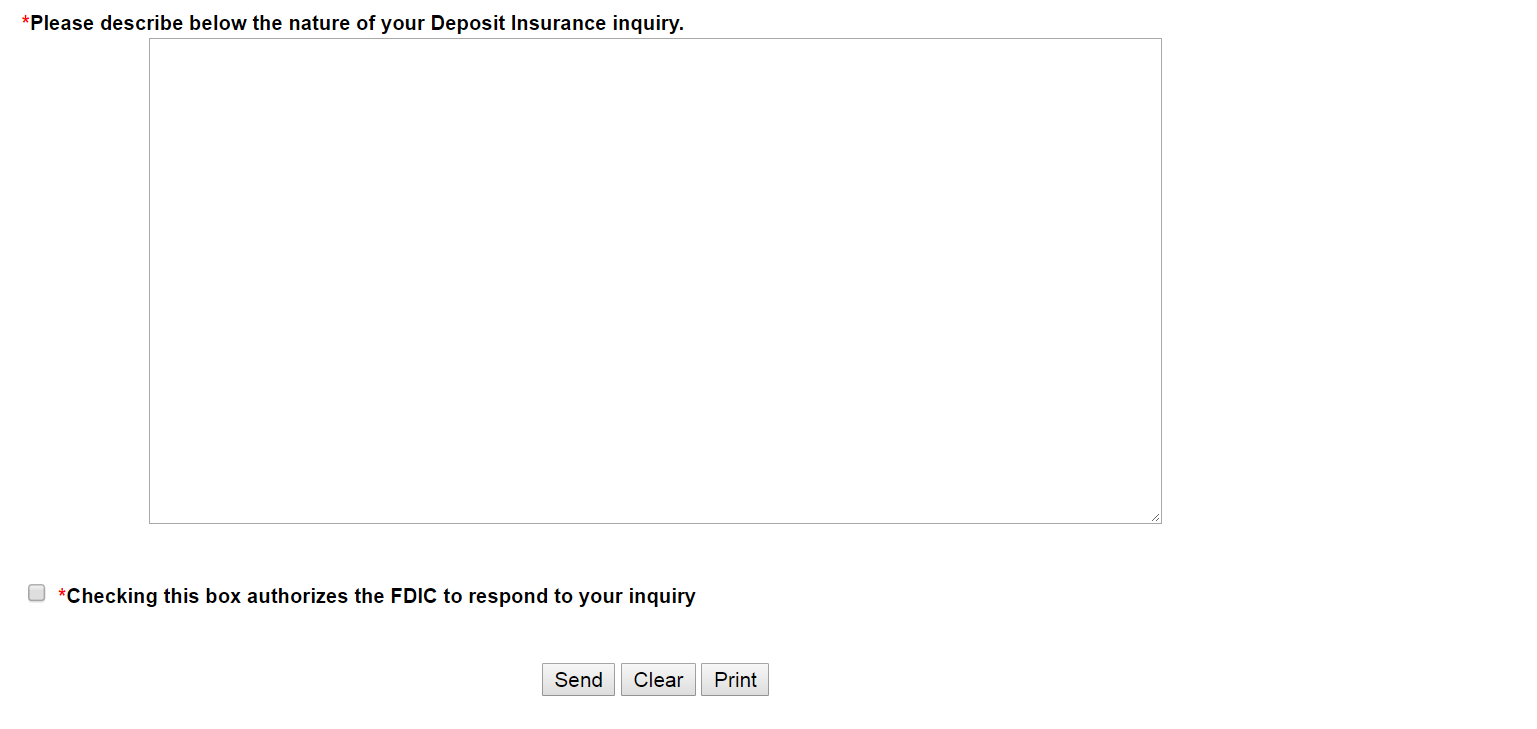 *Please describe below the nature of your Deposit Insurance inquiry.
*Checking this box authorizes the FDIC to respond to your inquiry
Send Clear Print